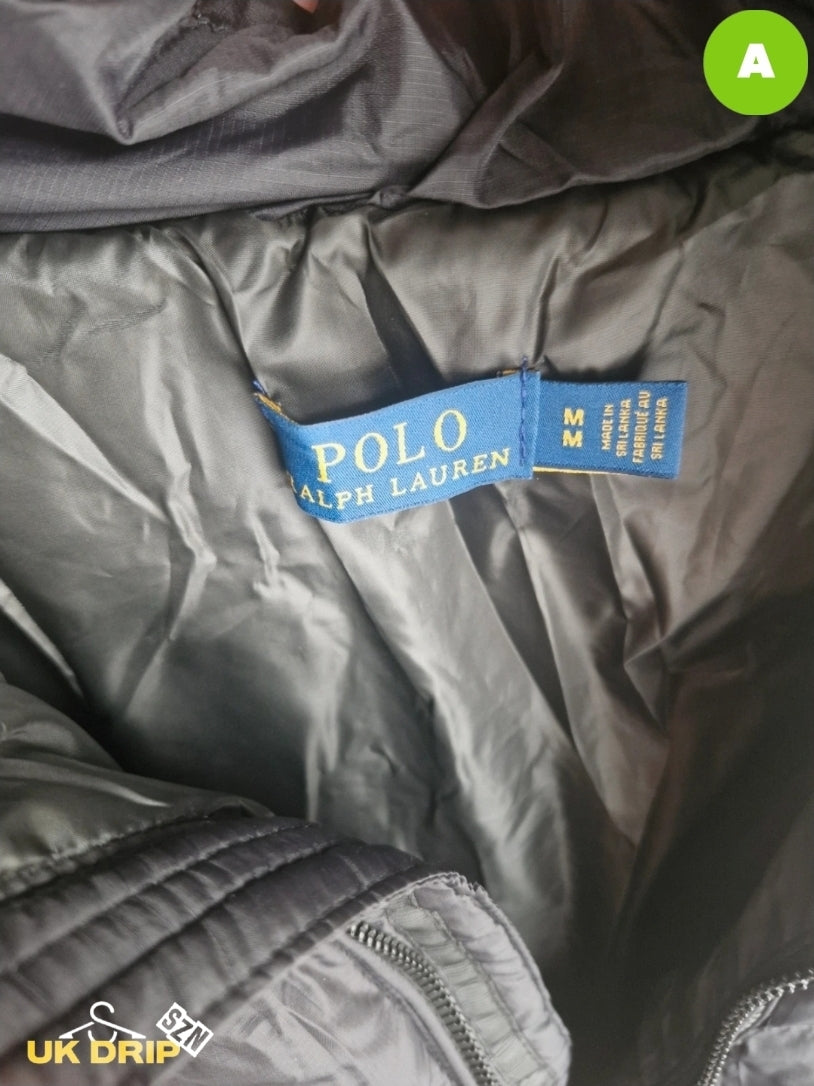 A
POLO
RALPH LAUREN
M
M
MADE IN
SRI LANKA
FABRIQUÉ AU
SRI LANKA
SZN
UK DRIP